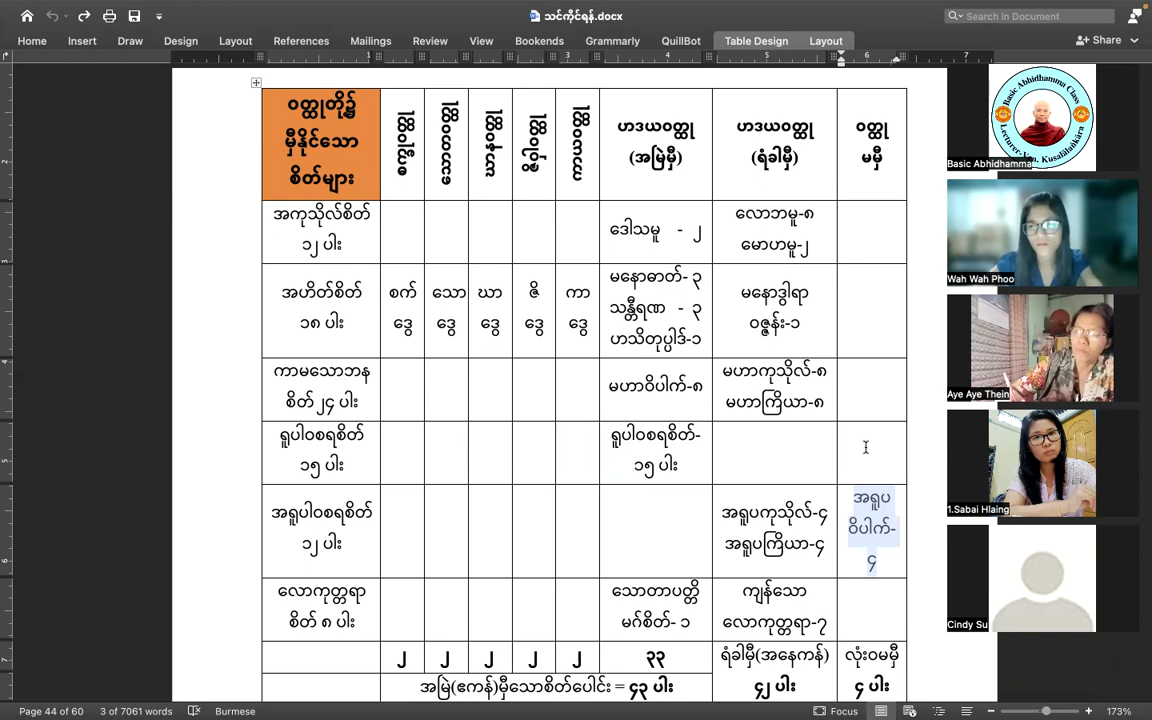 သင်ကိုင်ရန်.docx
Search in Document
Home Insert Draw Design Layout References Mailings Review View Bookends Grammarly QuillBot Table Design Layout Share
1 3 4 5 6 7
ဝတ္ထုတို့၌
မှီနိုင်သော
စိတ်များ
စက္ခုဝတ္ထု
သောတဝတ္ထု
ဃာနဝတ္ထု
ဇိဝှါဝတ္ထု
ကာယဝတ္ထု
ဟဒယဝတ္ထု
(အမြဲမှီ)
ဟဒယဝတ္ထု
(ရံခါမှီ)
ဝတ္ထု
မမှီ
အကုသိုလ်စိတ်
၁၂ ပါး
ဒေါသမူ - ၂
လောဘမူ-၈
မောဟမူ-၂
အဟိတ်စိတ်
၁၈ ပါး
စက်
ဒွေ
သော
ဒွေ
ဃာ
ဒွေ
ဇိ
ဒွေ
ကာ
ဒွေ
မနောဓာတ်- ၃
သန္တီရဏ - ၃
ဟသိတုပ္ပါဒ်-၁
မနောဒွါရာ
ဝဇ္ဇန်း-၁
ကာမသောဘန
စိတ်၂၄ ပါး
မဟာဝိပါက်-၈
မဟာကုသိုလ်-၈
မဟာကြိယာ-၈
ရူပါဝစရစိတ်
၁၅ ပါး
ရူပါဝစရစိတ်-
၁၅ ပါး
အရူပါဝစရစိတ်
၁၂ ပါး
အရူပကုသိုလ်-၄
အရူပကြိယာ-၄
အရူပ
ဝိပါက်-
၄
လောကုတ္တရာ
စိတ် ၈ ပါး
သောတာပတ္တိ
မဂ်စိတ်- ၁
ကျန်သော
လောကုတ္တရာ-၇
၂ ၂ ၂ ၂ ၂ ၃၃
ရံခါမှီ(အနေကန်)
၄၂ ပါး
လုံးဝမမှီ
၄ ပါး
အမြဲ(ဧကန်)မှီသောစိတ်ပေါင်း = ၄၃ ပါး
Basic Abhidhamma Class
Lecturer-Ven. Kusalālaṅkāra
Basic Abhidhamma
Wah Wah Phoo
Aye Aye Thein
1.Sabai Hlaing
Cindy Su
Page 44 of 60 3 of 7061 words Burmese Focus 173%